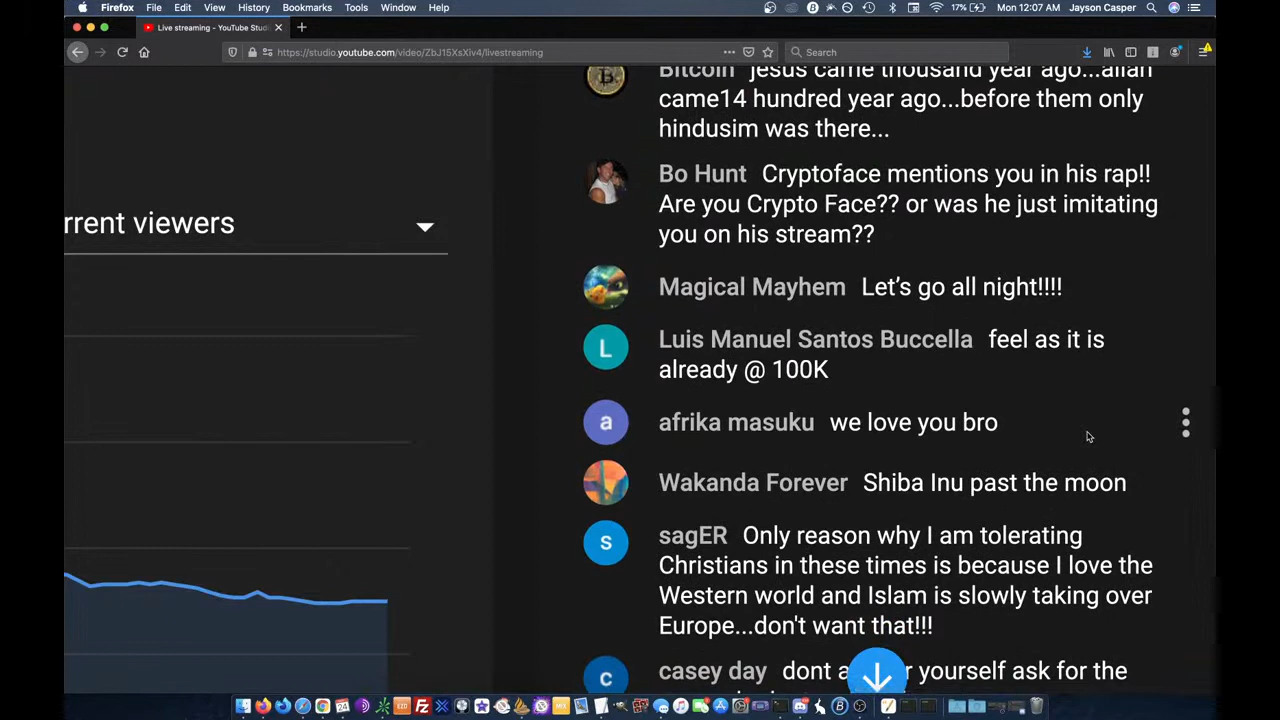 Firefox File Edit View History Bookmarks Tools Window Help 17% Mon 12:07 AM Jayson Casper
Live streaming - YouTube Stud
https://studio.youtube.com/video/ZbJ15XsXiv4/livestreaming Search
Bitcoin jesus came thousand year ago...allah
came14 hundred year ago...before them only
hindusim was there...
Bo Hunt Cryptoface mentions you in his rap!!
Are you Crypto Face?? or was he just imitating
you on his stream??
rrent viewers
Magical Mayhem Let's go all night!!!!
L Luis Manuel Santos Buccella feel as it is
already @ 100K
a afrika masuku we love you bro
Wakanda Forever Shiba Inu past the moon
s sagER Only reason why I am tolerating
Christians in these times is because I love the
Western world and Islam is slowly taking over
Europe...don't want that!!!
c casey day dont a r yourself ask for the